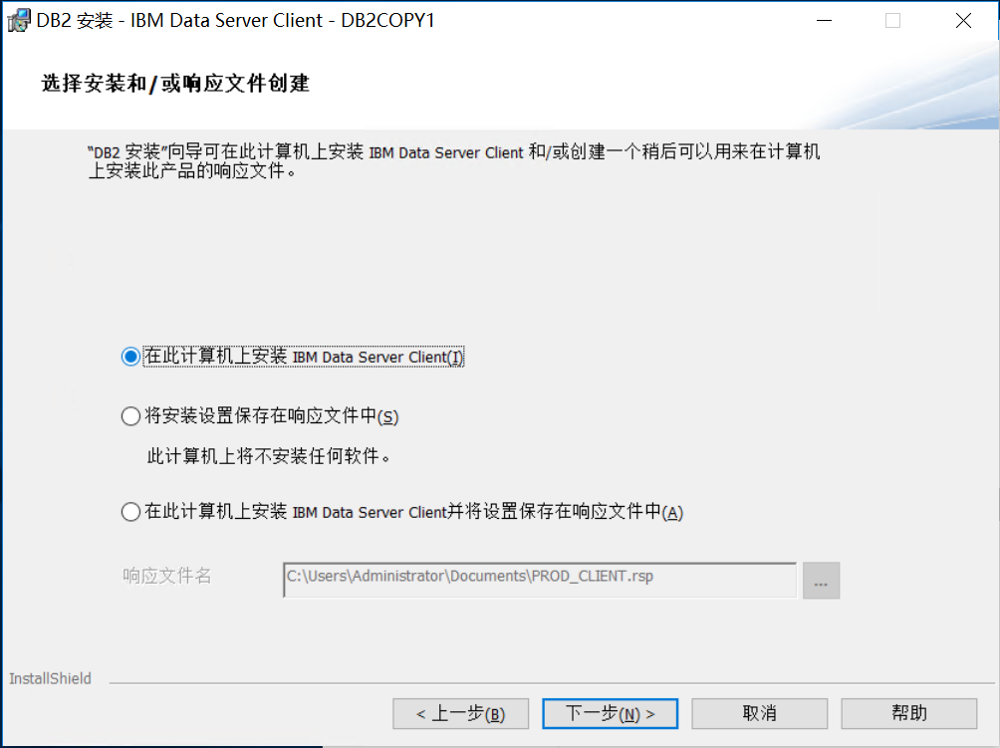 DB2 安装 - IBM Data Server Client - DB2COPY1
选择安装和/或响应文件创建
“DB2 安装”向导可在此计算机上安装 IBM Data Server Client 和/或创建一个稍后可以用来在计算机
上安装此产品的响应文件。
在此计算机上安装 IBM Data Server Client(I)
将安装设置保存在响应文件中(S)
此计算机上将不安装任何软件。
在此计算机上安装 IBM Data Server Client并将设置保存在响应文件中(A)
响应文件名 C:\Users\Administrator\Documents\PROD_CLIENT.rsp ...
InstallShield
< 上一步(B) 下一步(N) > 取消 帮助